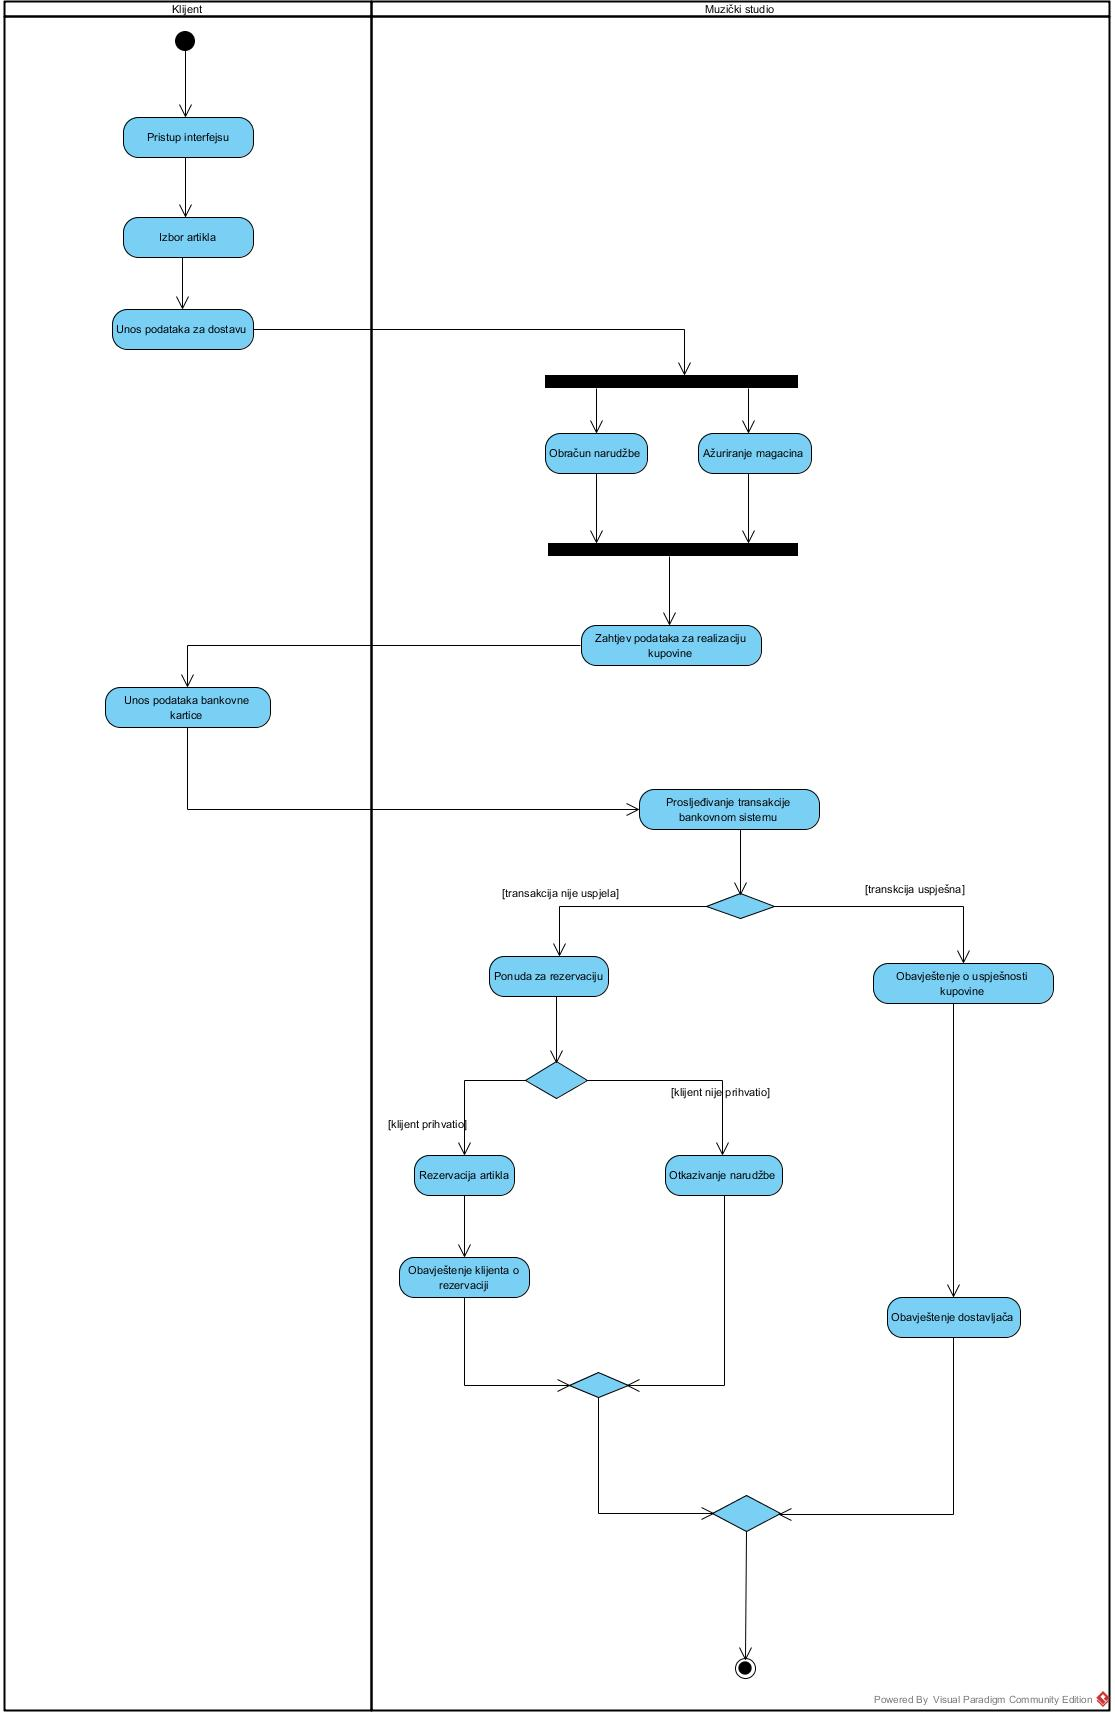 Klijent
Muzički studio
Pristup interfejsu
Izbor artikla
Unos podataka za dostavu
Obračun narudžbe
Ažuriranje magacina
Zahtjev podataka za realizaciju
kupovine
Unos podataka bankovne
kartice
Prosljeđivanje transakcije
bankovnom sistemu
[transakcija nije uspjela]
[transkcija uspješna]
Ponuda za rezervaciju
Obavještenje o uspješnosti
kupovine
[klijent nije prihvatio]
[klijent prihvatio]
Rezervacija artikla
Otkazivanje narudžbe
Obavještenje klijenta o
rezervaciji
Obavještenje dostavljača
Powered By Visual Paradigm Community Edition